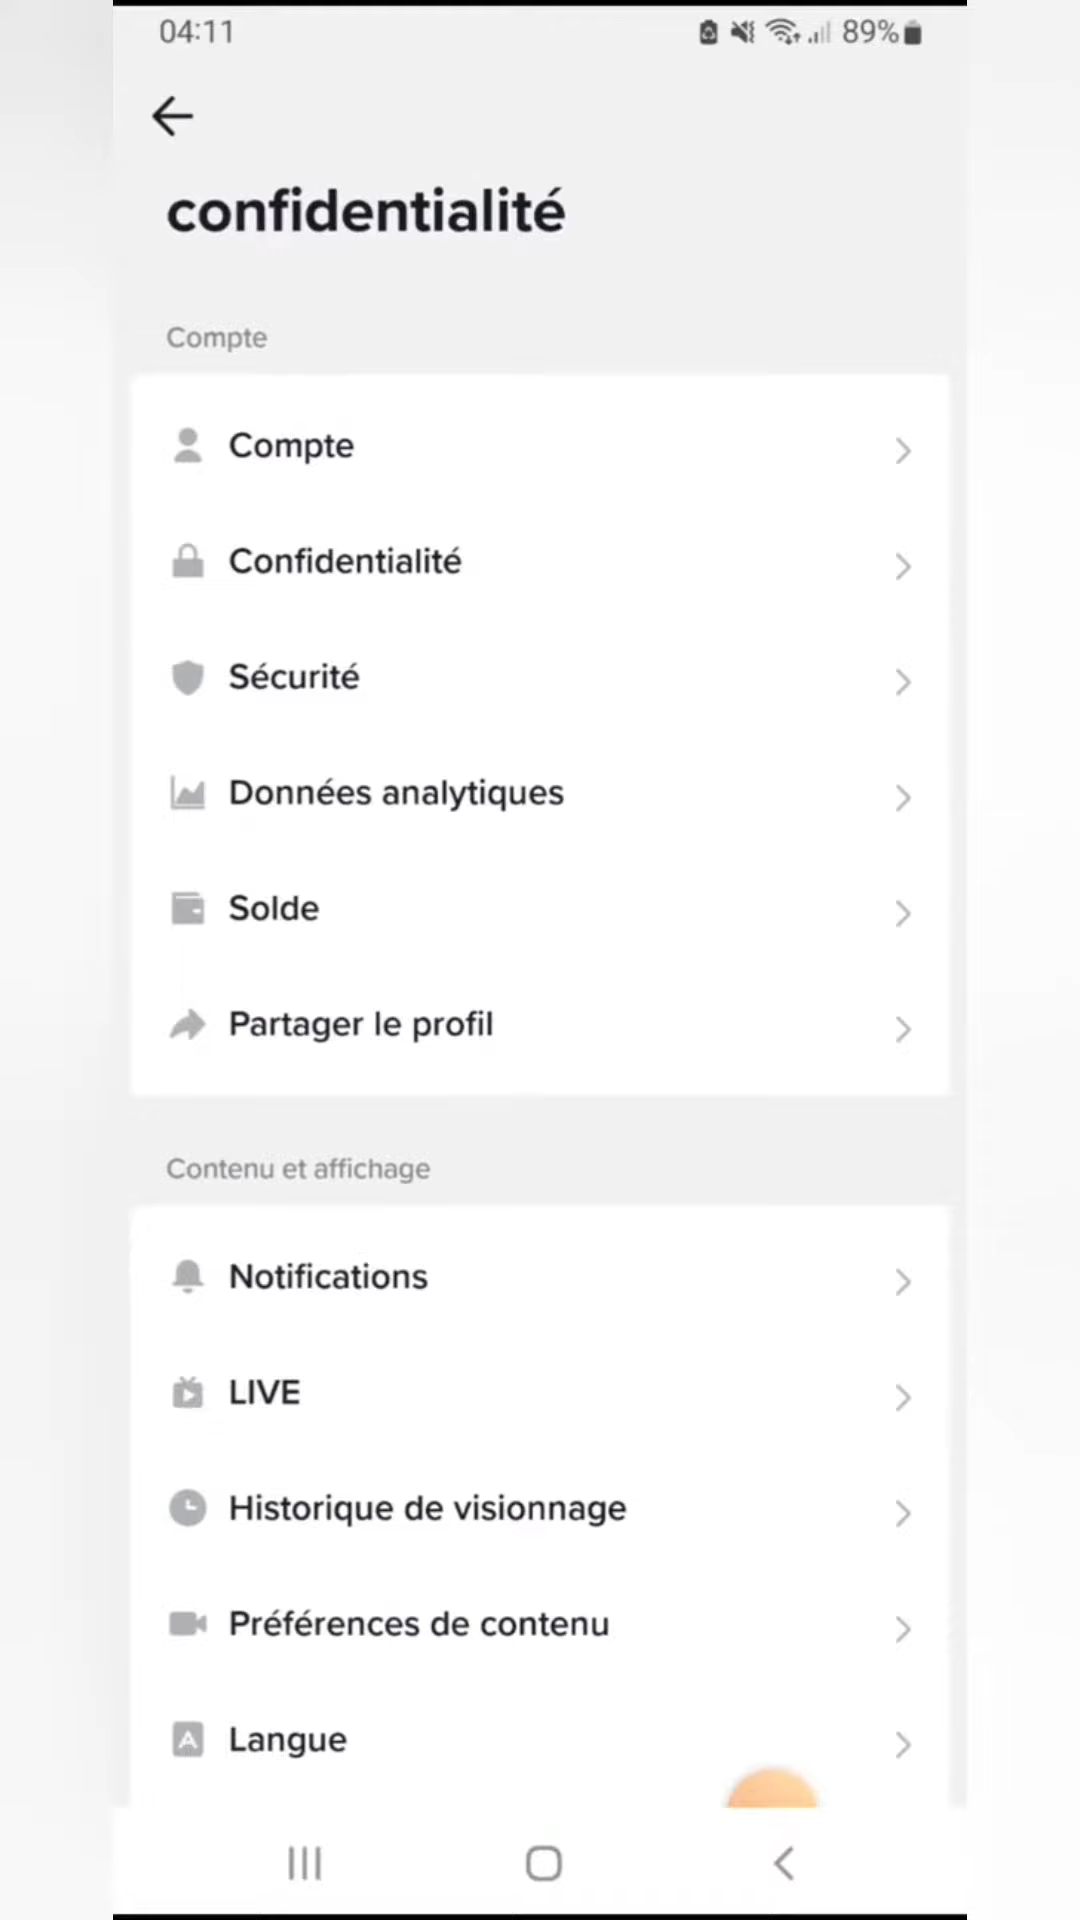 04:11
89%
confidentialité
Compte
Compte
Confidentialité
Sécurité
Données analytiques
Solde
Partager le profil
Contenu et affichage
Notifications
LIVE
Historique de visionnage
Préférences de contenu
A Langue